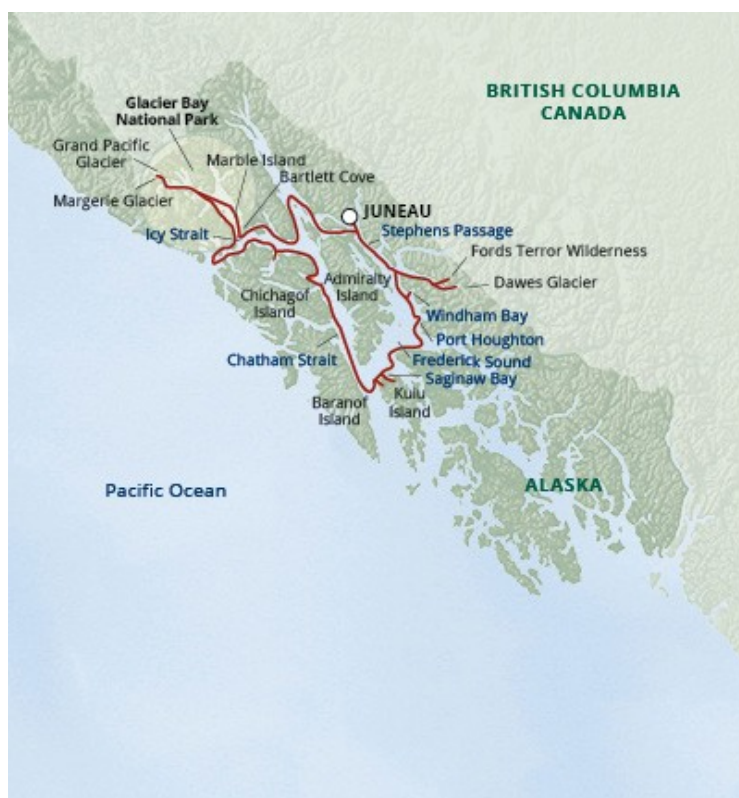 BRITISH COLUMBIA
CANADA
Glacier Bay
National Park
Grand Pacific
Glacier
Marble Island
Bartlett Cove
Margerie Glacier
JUNEAU
Icy Strait
Stephens Passage
Fords Terror Wilderness
Dawes Glacier
Admiralty
Island
Chichagof
Island
Windham Bay
Port Houghton
Chatham Strait
Frederick Sound
Saginaw Bay
Baranof
Island
Kuiu
Island
Pacific Ocean
ALASKA